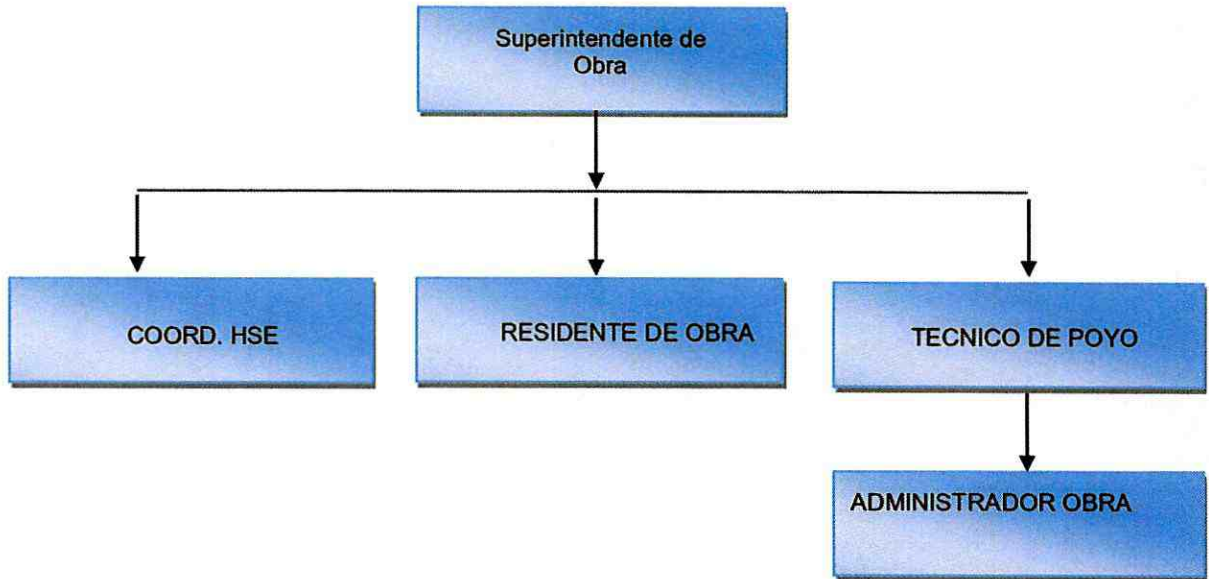 Superintendente de
Obra
COORD. HSE
RESIDENTE DE OBRA
TECNICO DE POYO
ADMINISTRADOR OBRA